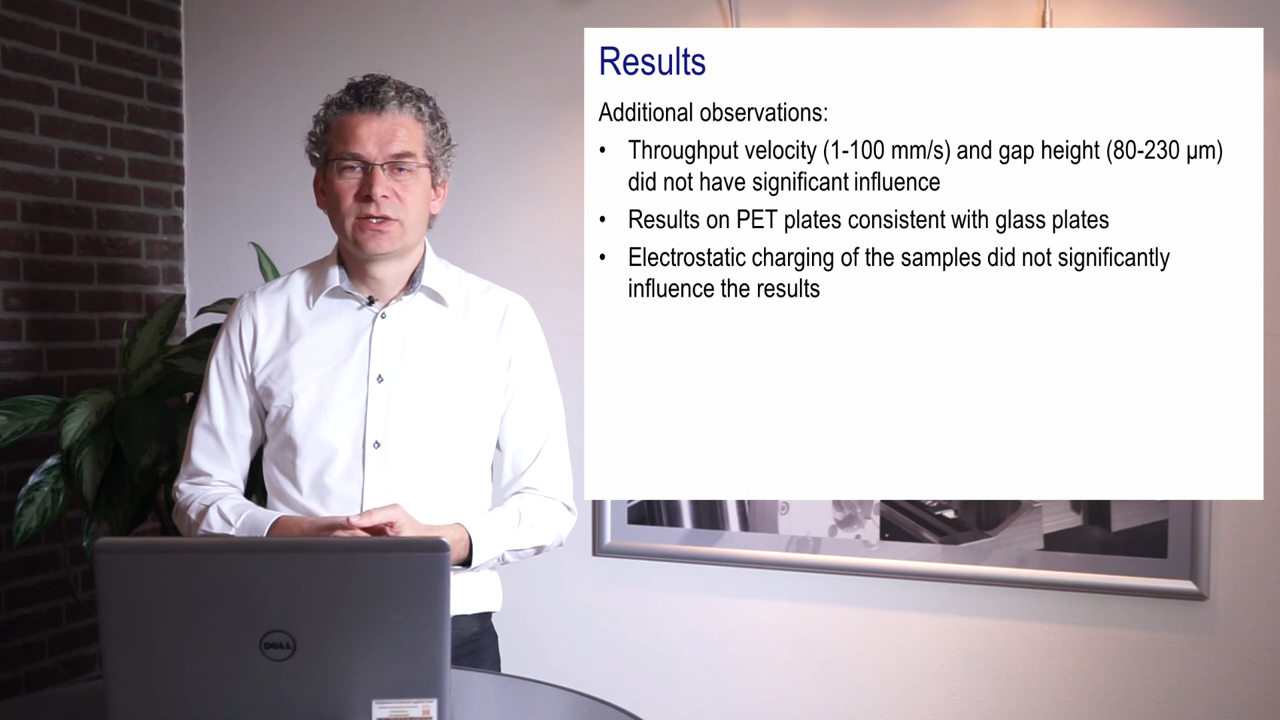 Results
Additional observations:
• Throughput velocity (1-100 mm/s) and gap height (80-230 µm)
did not have significant influence
• Results on PET plates consistent with glass plates
• Electrostatic charging of the samples did not significantly
influence the results
DELL